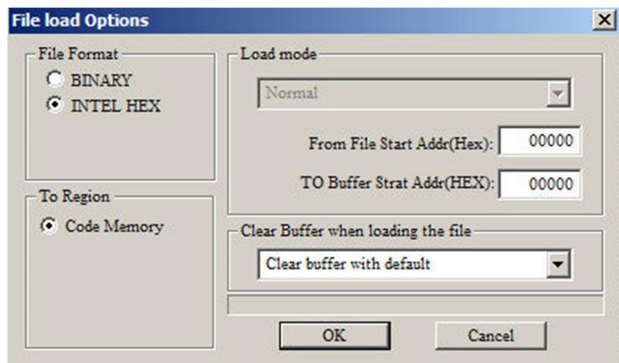 File load Options
File Format
BINARY
INTEL HEX
To Region
Code Memory
Load mode
Normal
From File Start Addr(Hex): 00000
TO Buffer Strat Addr(HEX): 00000
Clear Buffer when loading the file
Clear buffer with default
OK Cancel